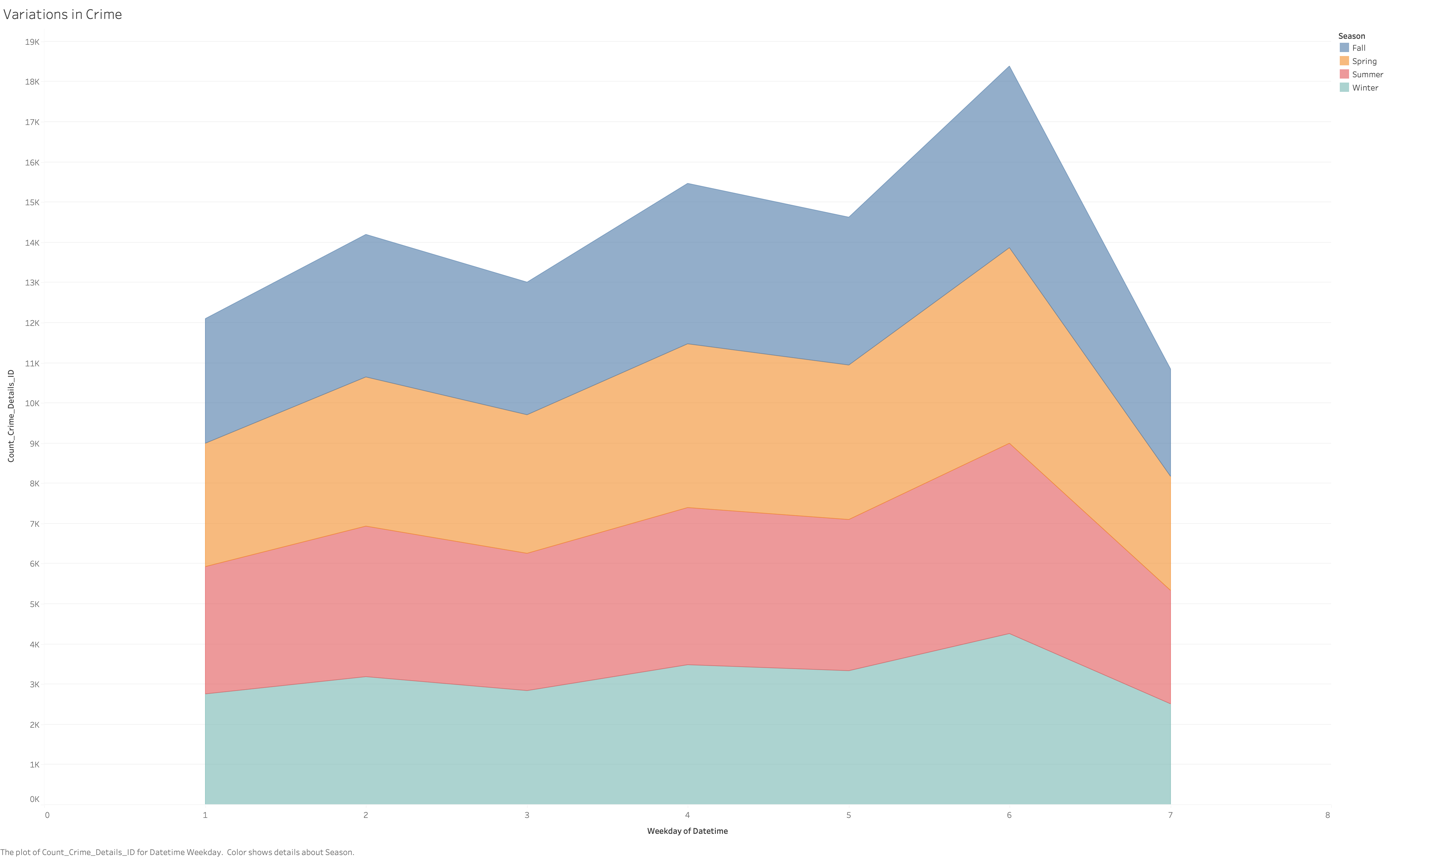 Variations in Crime
Season
Fall
Spring
Summer
Winter
19K
18K
17K
16K
15K
14K
13K
12K
11K
10K
9K
8K
7K
6K
5K
4K
3K
2K
1K
0K
Count_Crime_Details_ID
0 1 2 3 4 5 6 7 8
Weekday of Datetime
The plot of Count_Crime_Details_ID for Datetime Weekday. Color shows details about Season.